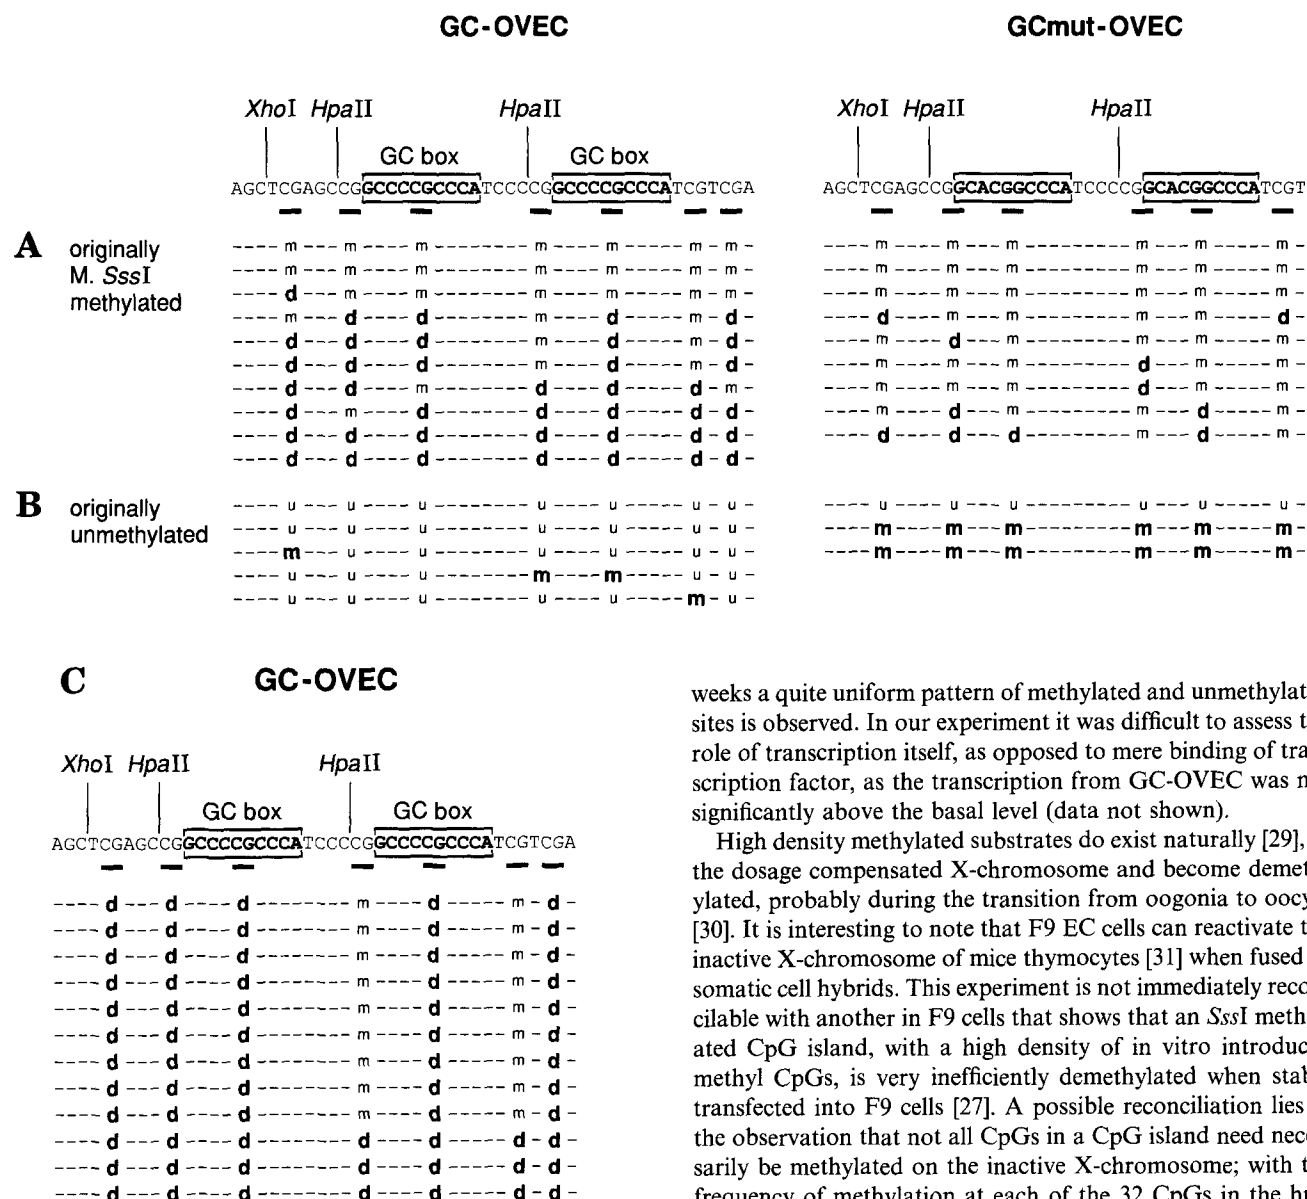 GC-OVEC
GCmut-OVEC
XhoI HpaII HpaII
XhoI HpaII HpaII
GC box GC box
AGCTCGAGCCGGCCCCGCCCATCCCCGGCCCCGCCCATCGTCGA
AGCTCGAGCCGGCACGGCCCATCCCCGGCACGGCCCATCGT
A originally
M. SssI
methylated
----m---m----m--------m----m------m-m-
----m---m----m--------m----m------m-m-
----d---m----m--------m----m------m-m-
----m---d----d--------m----d------m-d-
----d---d----d--------m----d------m-d-
----d---d----d--------m----d------m-d-
----d---d----m--------d----d------d-m-
----d---m----d--------d----d------d-d-
----d---d----d--------d----d------d-d-
----d---d----d--------d----d------d-d-
----m----m---m---------m---m-----m-
----m----m---m---------m---m-----m-
----m----m---m---------m---m-----m-
----d----m---m---------m---m-----d-
----m----d---m---------m---m-----m-
----m----m---m---------d---m-----m-
----m----m---m---------d---m-----m-
----m----d---m---------m---d-----m-
----d----d---d---------m---d-----m-
B originally
unmethylated
----u---u----u--------u----u------u-u-
----u---u----u--------u----u------u-u-
----m---u----u--------u----u------u-u-
----u---u----u--------m----m------u-u-
----u---u----u--------u----u------m-u-
----u----u---u---------u---u-----u-
----m----m---m---------m---m-----m-
----m----m---m---------m---m-----m-
C GC-OVEC
XhoI HpaII HpaII
GC box GC box
AGCTCGAGCCGGCCCCGCCCATCCCCGGCCCCGCCCATCGTCGA
----d---d----d--------m----d------m-d-
----d---d----d--------m----d------m-d-
----d---d----d--------m----d------m-d-
----d---d----d--------m----d------m-d-
----d---d----d--------m----d------m-d-
----d---d----d--------m----d------m-d-
----d---d----d--------m----d------m-d-
----d---d----d--------m----d------m-d-
----d---d----d--------m----d------m-d-
----d---d----d--------d----d------d-d-
----d---d----d--------d----d------d-d-
----d---d----d--------d----d------d-d-
weeks a quite uniform pattern of methylated and unmethylat
sites is observed. In our experiment it was difficult to assess t
role of transcription itself, as opposed to mere binding of tra
scription factor, as the transcription from GC-OVEC was n
significantly above the basal level (data not shown).
High density methylated substrates do exist naturally [29],
the dosage compensated X-chromosome and become demet
ylated, probably during the transition from oogonia to oocy
[30]. It is interesting to note that F9 EC cells can reactivate t
inactive X-chromosome of mice thymocytes [31] when fused
somatic cell hybrids. This experiment is not immediately reco
cilable with another in F9 cells that shows that an SssI meth
ated CpG island, with a high density of in vitro introduc
methyl CpGs, is very inefficiently demethylated when stab
transfected into F9 cells [27]. A possible reconciliation lies
the observation that not all CpGs in a CpG island need nece
sarily be methylated on the inactive X-chromosome; with t
frequency of methylation at each of the 32 CpGs in the